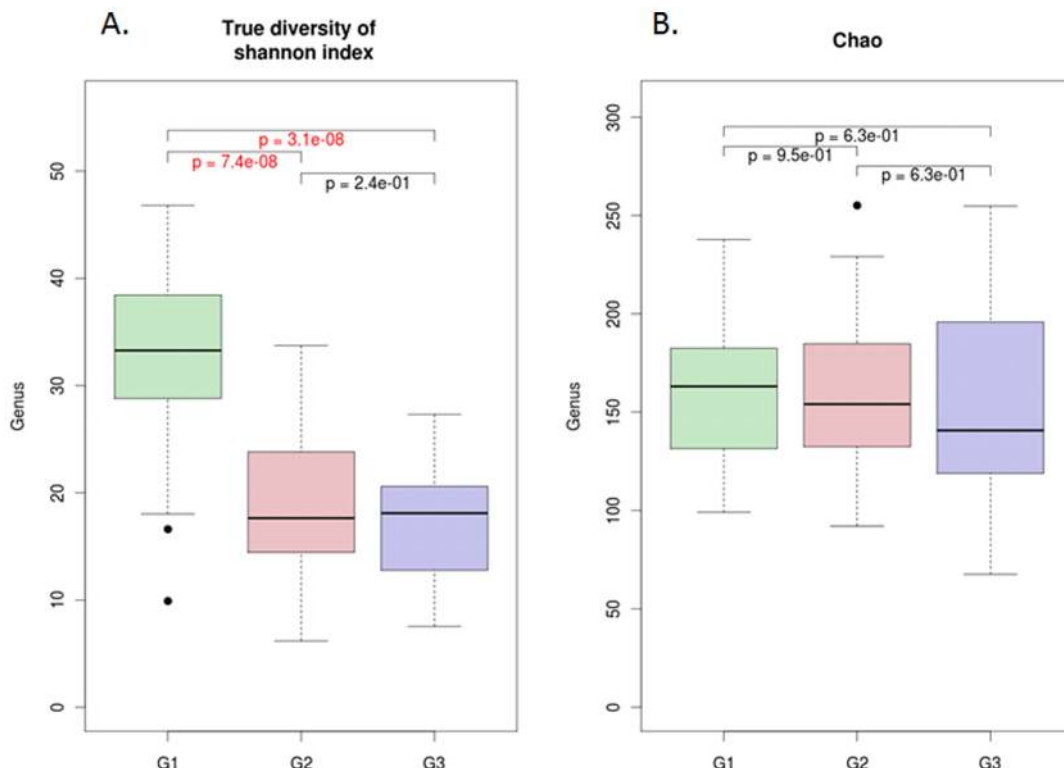 A.
True diversity of
shannon index
p = 3.1e-08
p = 7.4e-08
p = 2.4e-01
Genus
50
40
30
20
10
0
G1 G2 G3
B.
Chao
p = 6.3e-01
p = 9.5e-01
p = 6.3e-01
Genus
300
250
200
150
100
50
0
G1 G2 G3